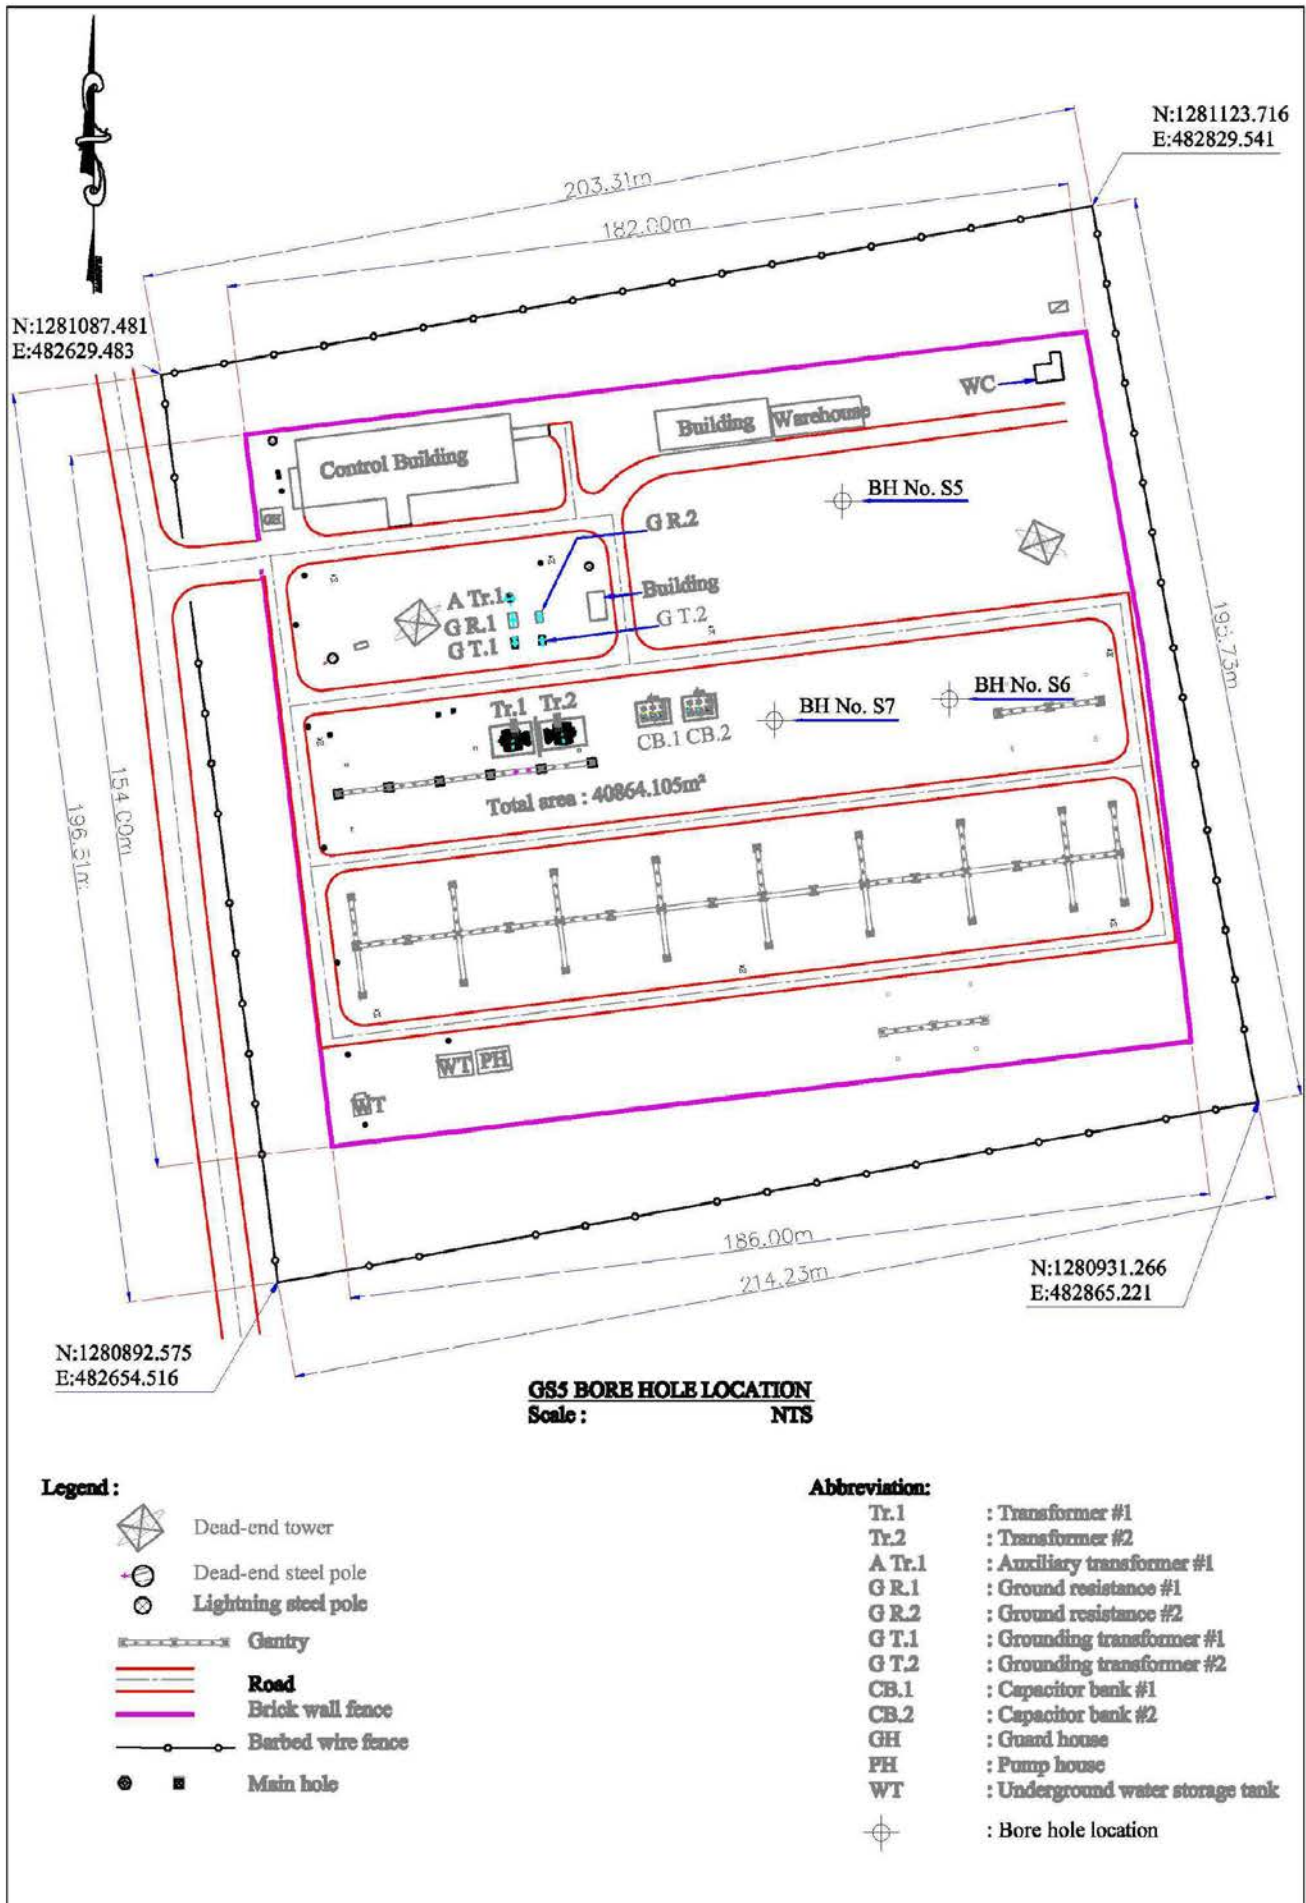 N:1281123.716
E:482829.541
203.31m
182.00m
N:1281087.481
E:482629.483
WC
Building
Warehouse
Control Building
BH No. S5
GH
G R.2
A Tr.1
Building
G R.1
G T.2
G T.1
BH No. S6
Tr.1
Tr.2
BH No. S7
CB.1
CB.2
Total area : 40864.105m²
154.00m
196.51m
WT
PH
WT
186.00m
214.23m
N:1280931.266
E:482865.221
N:1280892.575
E:482654.516
GS5 BORE HOLE LOCATION
Scale : NTS
Legend :
Dead-end tower
Dead-end steel pole
Lightning steel pole
Gantry
Road
Brick wall fence
Barbed wire fence
Main hole
Abbreviation:
Tr.1 : Transformer #1
Tr.2 : Transformer #2
A Tr.1 : Auxiliary transformer #1
G R.1 : Ground resistance #1
G R.2 : Ground resistance #2
G T.1 : Grounding transformer #1
G T.2 : Grounding transformer #2
CB.1 : Capacitor bank #1
CB.2 : Capacitor bank #2
GH : Guard house
PH : Pump house
WT : Underground water storage tank
: Bore hole location